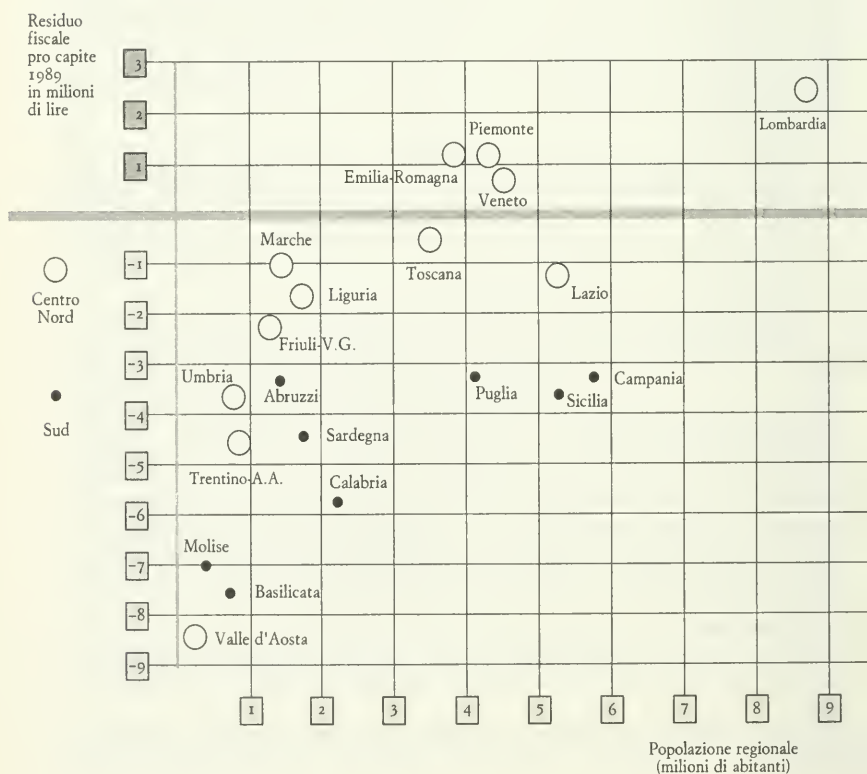 Residuo
fiscale
pro capite
1989
in milioni
di lire
3
2
Piemonte
Lombardia
1
Emilia-Romagna
Veneto
Marche
-1
Toscana
Lazio
Centro
Nord
Liguria
-2
Friuli-V.G.
-3
Umbria
Abruzzi
Puglia
Campania
Sicilia
Sud
-4
Sardegna
-5
Trentino-A.A.
Calabria
-6
Molise
-7
Basilicata
-8
Valle d'Aosta
-9
1 2 3 4 5 6 7 8 9
Popolazione regionale
(milioni di abitanti)